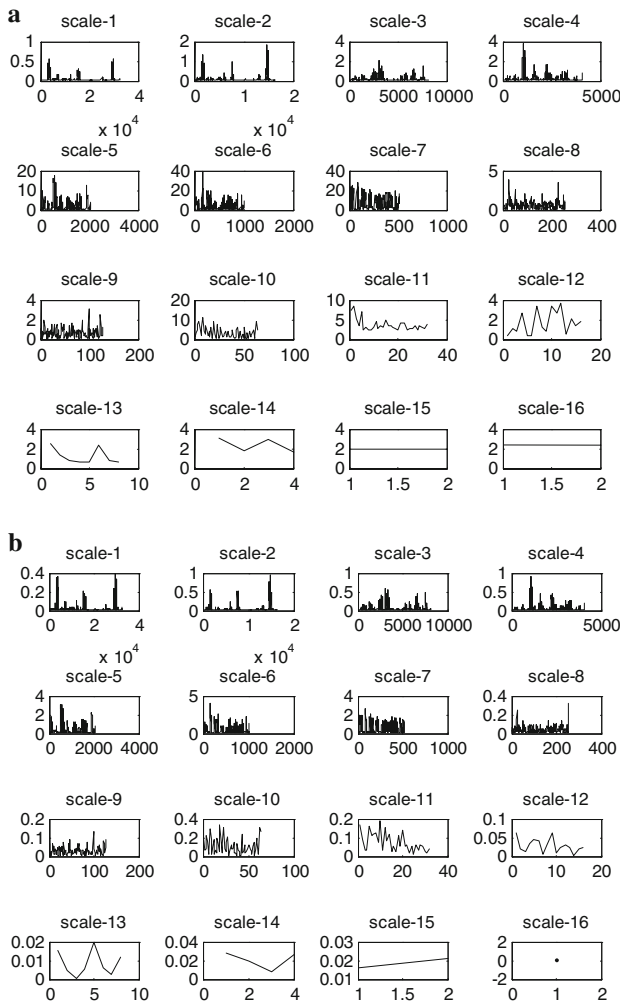 a
scale-1 scale-2 scale-3 scale-4
1 2 4 4
0.5 1 2 2
0 0 0 0
0 2 4 0 1 2 0 5000 10000 0 5000
x 10^4 x 10^4
scale-5 scale-6 scale-7 scale-8
20 40 40 5
10 20 20
0 0 0 0
0 2000 4000 0 1000 2000 0 500 1000 0 200 400
scale-9 scale-10 scale-11 scale-12
4 20 10 4
2 10 5 2
0 0 0 0
0 100 200 0 50 100 0 20 40 0 10 20
scale-13 scale-14 scale-15 scale-16
4 4 4 4
2 2 2 2
0 0 0 0
0 5 10 0 2 4 1 1.5 2 1 1.5 2
b
scale-1 scale-2 scale-3 scale-4
0.4 1 1 1
0.2 0.5 0.5 0.5
0 0 0 0
0 2 4 0 1 2 0 5000 10000 0 5000
x 10^4 x 10^4
scale-5 scale-6 scale-7 scale-8
4 5 4 0.4
2 2 0.2
0 0 0 0
0 2000 4000 0 1000 2000 0 500 1000 0 200 400
scale-9 scale-10 scale-11 scale-12
0.2 0.4 0.2 0.1
0.1 0.2 0.1 0.05
0 0 0 0
0 100 200 0 50 100 0 20 40 0 10 20
scale-13 scale-14 scale-15 scale-16
0.02 0.04 0.03 2
0.01 0.02 0.02 0
0 0 0.01 -2
0 5 10 0 2 4 1 1.5 2 0 1 2